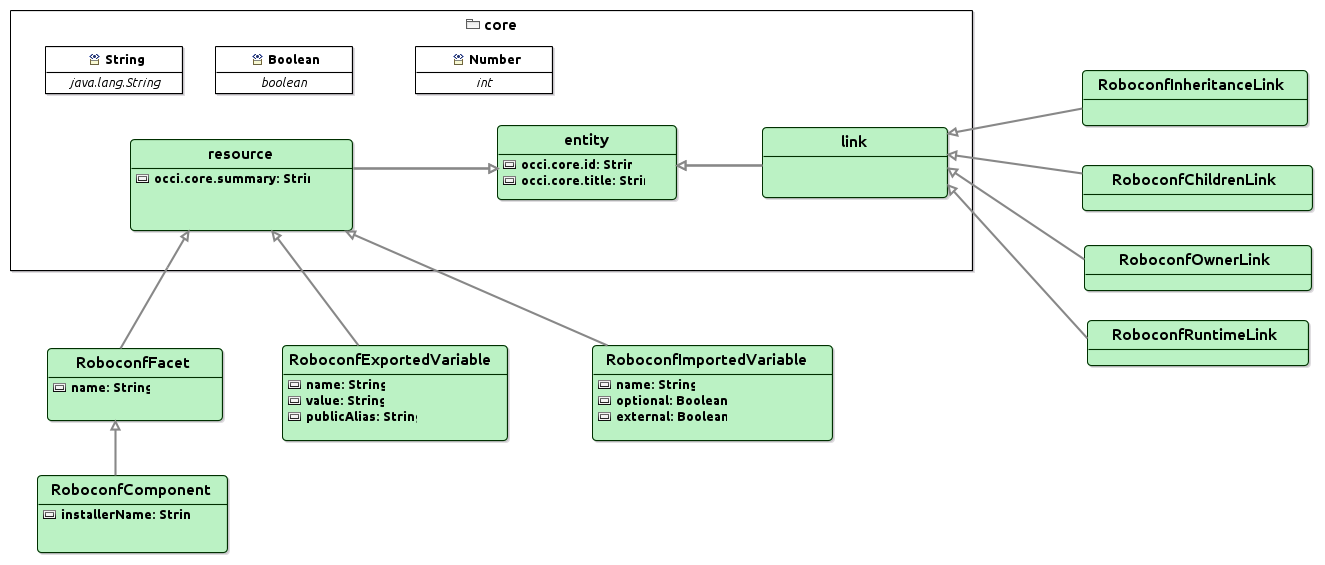 core
String
java.lang.String
Boolean
boolean
Number
int
resource
occi.core.summary: Strin
entity
occi.core.id: Strin
occi.core.title: Strin
link
RoboconfInheritanceLink
RoboconfChildrenLink
RoboconfOwnerLink
RoboconfRuntimeLink
RoboconfFacet
name: String
RoboconfExportedVariable
name: String
value: String
publicAlias: String
RoboconfImportedVariable
name: String
optional: Boolean
external: Boolean
RoboconfComponent
installerName: Strin